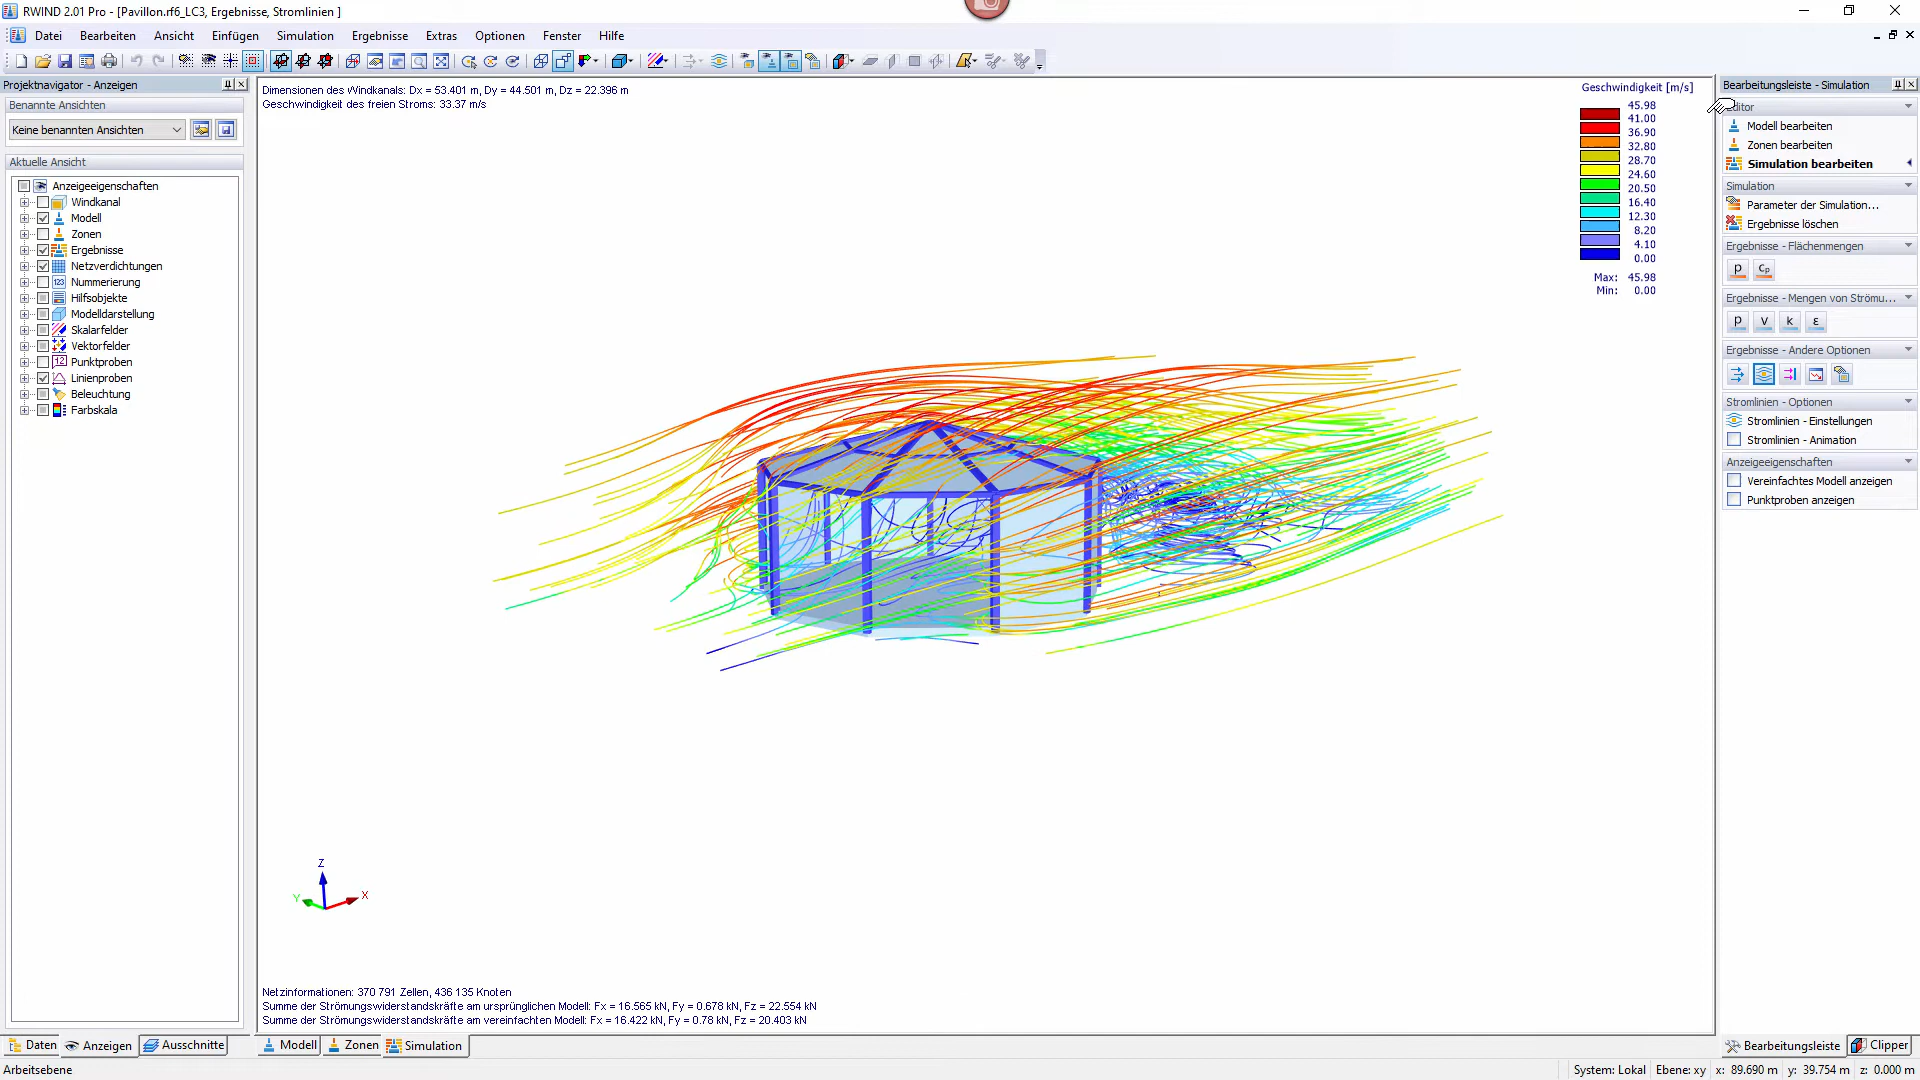 RWIND 2.01 Pro - [Pavillon.rf6_LC3, Ergebnisse, Stromlinien ]
Datei Bearbeiten Ansicht Einfügen Simulation Ergebnisse Extras Optionen Fenster Hilfe
Projektnavigator - Anzeigen
Benannte Ansichten
Keine benannten Ansichten
Aktuelle Ansicht
Anzeigeeigenschaften
Windkanal
Modell
Zonen
Ergebnisse
Netzverdichtungen
123 Nummerierung
Hilfsobjekte
Modelldarstellung
Skalarfelder
Vektorfelder
12 Punktproben
Linienproben
Beleuchtung
Farbskala
Daten Anzeigen Ausschnitte
Dimensionen des Windkanals: Dx = 53.401 m, Dy = 44.501 m, Dz = 22.396 m
Geschwindigkeit des freien Stroms: 33.37 m/s
Geschwindigkeit [m/s]
45.98
41.00
36.90
32.80
28.70
24.60
20.50
16.40
12.30
8.20
4.10
0.00
Max: 45.98
Min: 0.00
Z
Y X
Netzinformationen: 370 791 Zellen, 436 135 Knoten
Summe der Strömungswiderstandskräfte am ursprünglichen Modell: Fx = 16.565 kN, Fy = 0.678 kN, Fz = 22.554 kN
Summe der Strömungswiderstandskräfte am vereinfachten Modell: Fx = 16.422 kN, Fy = 0.78 kN, Fz = 20.403 kN
Modell Zonen Simulation
Bearbeitungsleiste - Simulation
ditor
Modell bearbeiten
Zonen bearbeiten
Simulation bearbeiten
Simulation
Parameter der Simulation...
Ergebnisse löschen
Ergebnisse - Flächenmengen
p cp
Ergebnisse - Mengen von Strömu...
p v k ε
Ergebnisse - Andere Optionen
Stromlinien - Optionen
Stromlinien - Einstellungen
Stromlinien - Animation
Anzeigeeigenschaften
Vereinfachtes Modell anzeigen
Punktproben anzeigen
Bearbeitungsleiste Clipper
Arbeitsebene
System: Lokal Ebene: xy x: 89.690 m y: 39.754 m z: 0.000 m